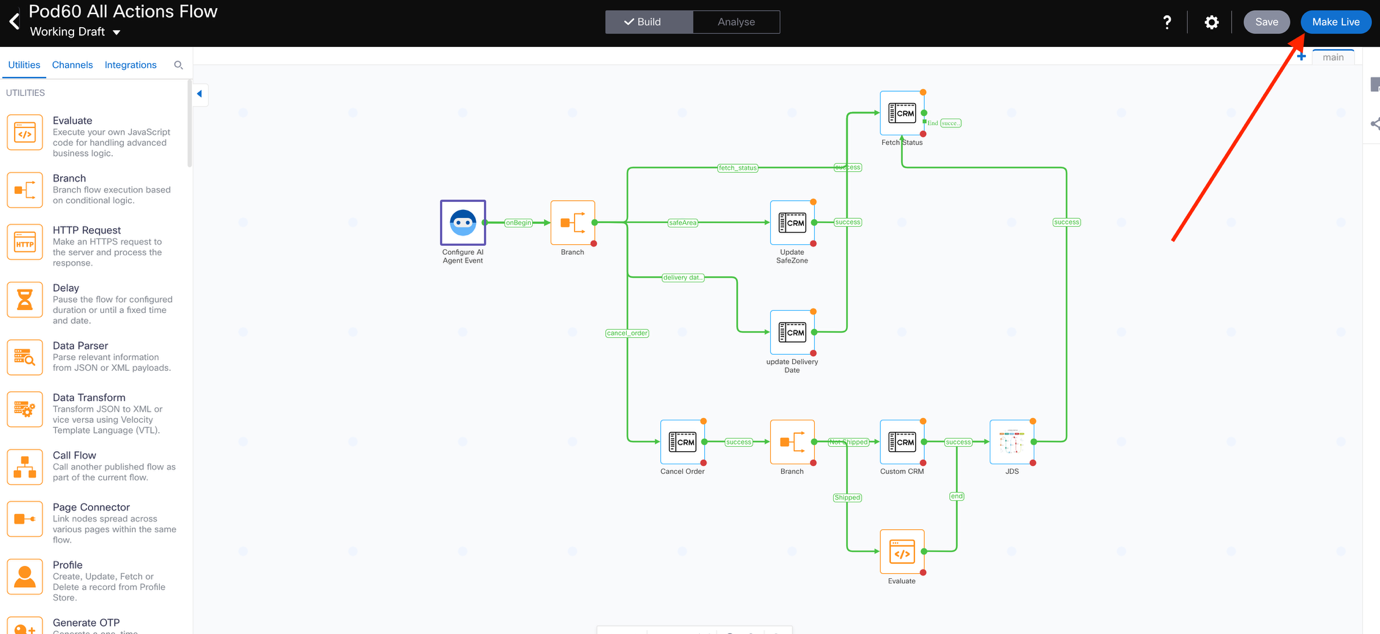 Pod60 All Actions Flow
Working Draft
Build
Analyse
?
Save
Make Live
Utilities
Channels
Integrations
+
main
UTILITIES
Evaluate
Execute your own JavaScript
code for handling advanced
business logic.
Branch
Branch flow execution based
on conditional logic.
HTTP
HTTP Request
Make an HTTPS request to
the server and process the
response.
Delay
Pause the flow for configured
duration or until a fixed time
and date.
Data Parser
Parse relevant information
from JSON or XML payloads.
Data Transform
Transform JSON to XML or
vice versa using Velocity
Template Language (VTL).
Call Flow
Call another published flow as
part of the current flow.
Page Connector
Link nodes spread across
various pages within the same
flow.
Profile
Create, Update, Fetch or
Delete a record from Profile
Store.
Generate OTP
CRM
End (succe..)
Fetch Status
fetch_status
success
Configure AI
Agent Event
onBegin
Branch
safeArea
CRM
Update
SafeZone
success
success
delivery dat..
CRM
update Delivery
Date
cancel_order
CRM
Cancel Order
success
Branch
Not Shipped
CRM
Custom CRM
success
JDS
Shipped
end
Evaluate